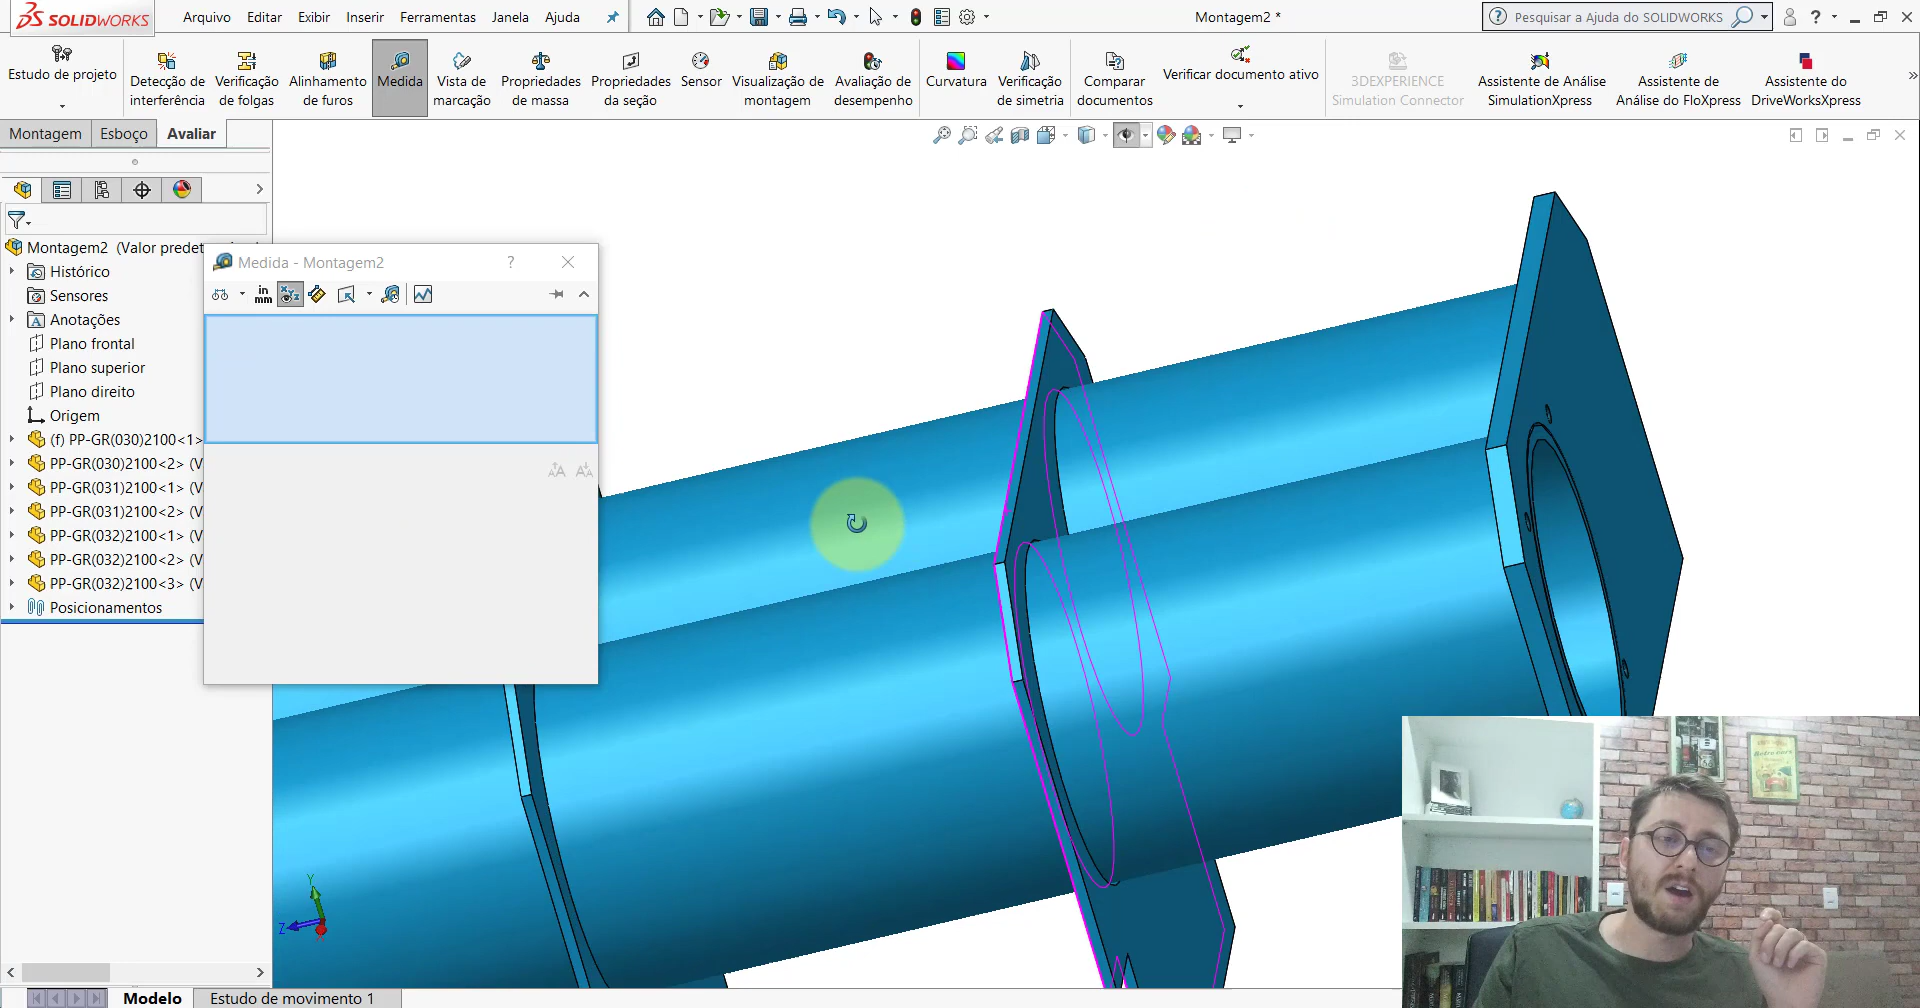 SOLIDWORKS
Arquivo
Editar
Exibir
Inserir
Ferramentas
Janela
Ajuda
Montagem2 *
Pesquisar a Ajuda do SOLIDWORKS
Estudo de projeto
Detecção de interferência
Verificação de folgas
Alinhamento de furos
Medida
Vista de marcação
Propriedades de massa
Propriedades da seção
Sensor
Visualização de montagem
Avaliação de desempenho
Curvatura
Verificação de simetria
Comparar documentos
Verificar documento ativo
3DEXPERIENCE Simulation Connector
Assistente de Análise SimulationXpress
Assistente de Análise do FloXpress
Assistente do DriveWorksXpress
Montagem
Esboço
Avaliar
Montagem2 (Valor predet
Histórico
Sensores
Anotações
Plano frontal
Plano superior
Plano direito
Origem
(f) PP-GR(030)2100<1>
PP-GR(030)2100<2> (V
PP-GR(031)2100<1> (V
PP-GR(031)2100<2> (V
PP-GR(032)2100<1> (V
PP-GR(032)2100<2> (V
PP-GR(032)2100<3> (V
Posicionamentos
Medida - Montagem2
?
in
mm
Y
Z
Modelo
Estudo de movimento 1